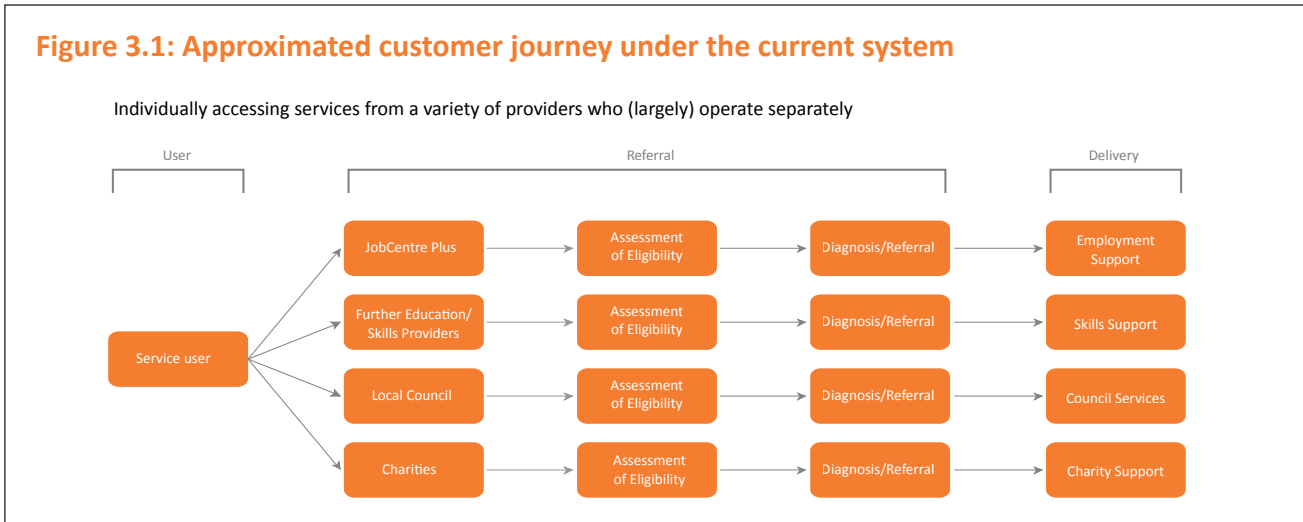 Figure 3.1: Approximated customer journey under the current system
Individually accessing services from a variety of providers who (largely) operate separately
User
Referral
Delivery
JobCentre Plus
Assessment
of Eligibility
Diagnosis/Referral
Employment
Support
Further Education/
Skills Providers
Assessment
of Eligibility
Diagnosis/Referral
Skills Support
Service user
Local Council
Assessment
of Eligibility
Diagnosis/Referral
Council Services
Charities
Assessment
of Eligibility
Diagnosis/Referral
Charity Support